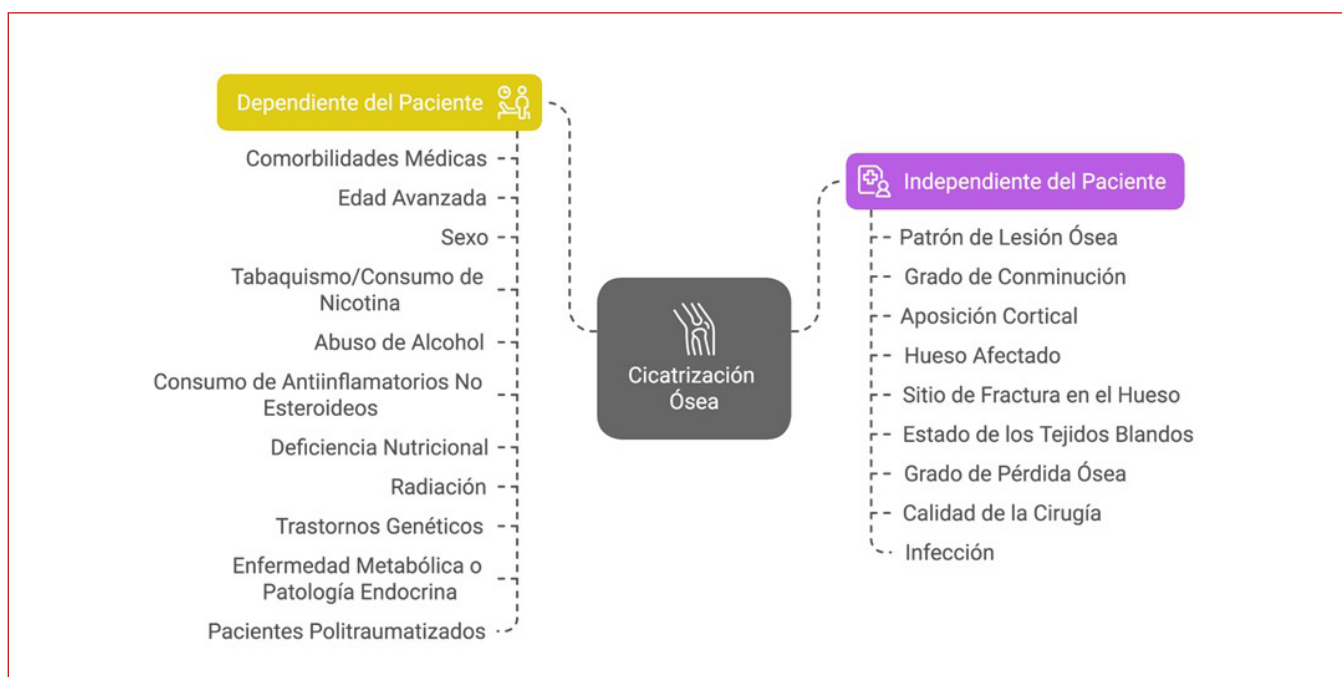 Dependiente del Paciente
Comorbilidades Médicas
Edad Avanzada
Sexo
Tabaquismo/Consumo de
Nicotina
Abuso de Alcohol
Consumo de Antiinflamatorios No
Esteroideos
Deficiencia Nutricional
Radiación
Trastornos Genéticos
Enfermedad Metabólica o
Patología Endocrina
Pacientes Politraumatizados
Cicatrización
Ósea
Independiente del Paciente
Patrón de Lesión Ósea
Grado de Conminución
Aposición Cortical
Hueso Afectado
Sitio de Fractura en el Hueso
Estado de los Tejidos Blandos
Grado de Pérdida Ósea
Calidad de la Cirugía
Infección